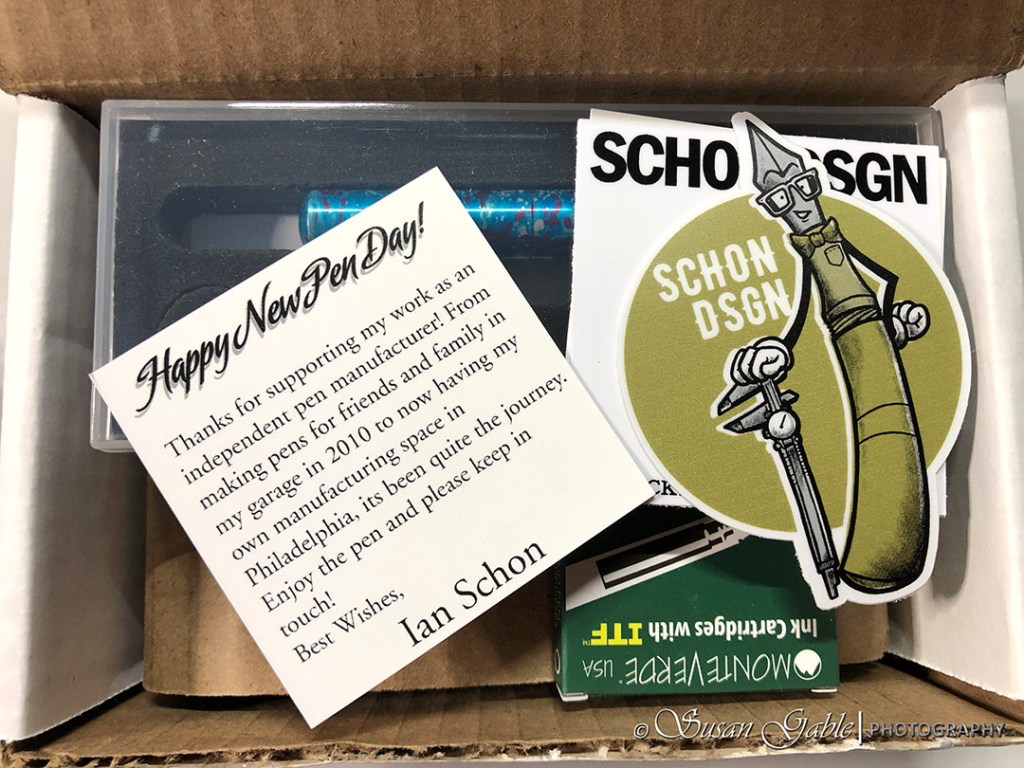 Happy New Pen Day!
Thanks for supporting my work as an
independent pen manufacturer! From
making pens for friends and family in
my garage in 2010 to now having my
own manufacturing space in
Philadelphia, its been quite the journey.
Enjoy the pen and please keep in
touch!
Best Wishes,
Ian Schon
SCHO DSGN
SCHON
DSGN
CK
MONTEVERDE® USA
Ink Cartridges with ITF™
© Susan Gable | PHOTOGRAPHY